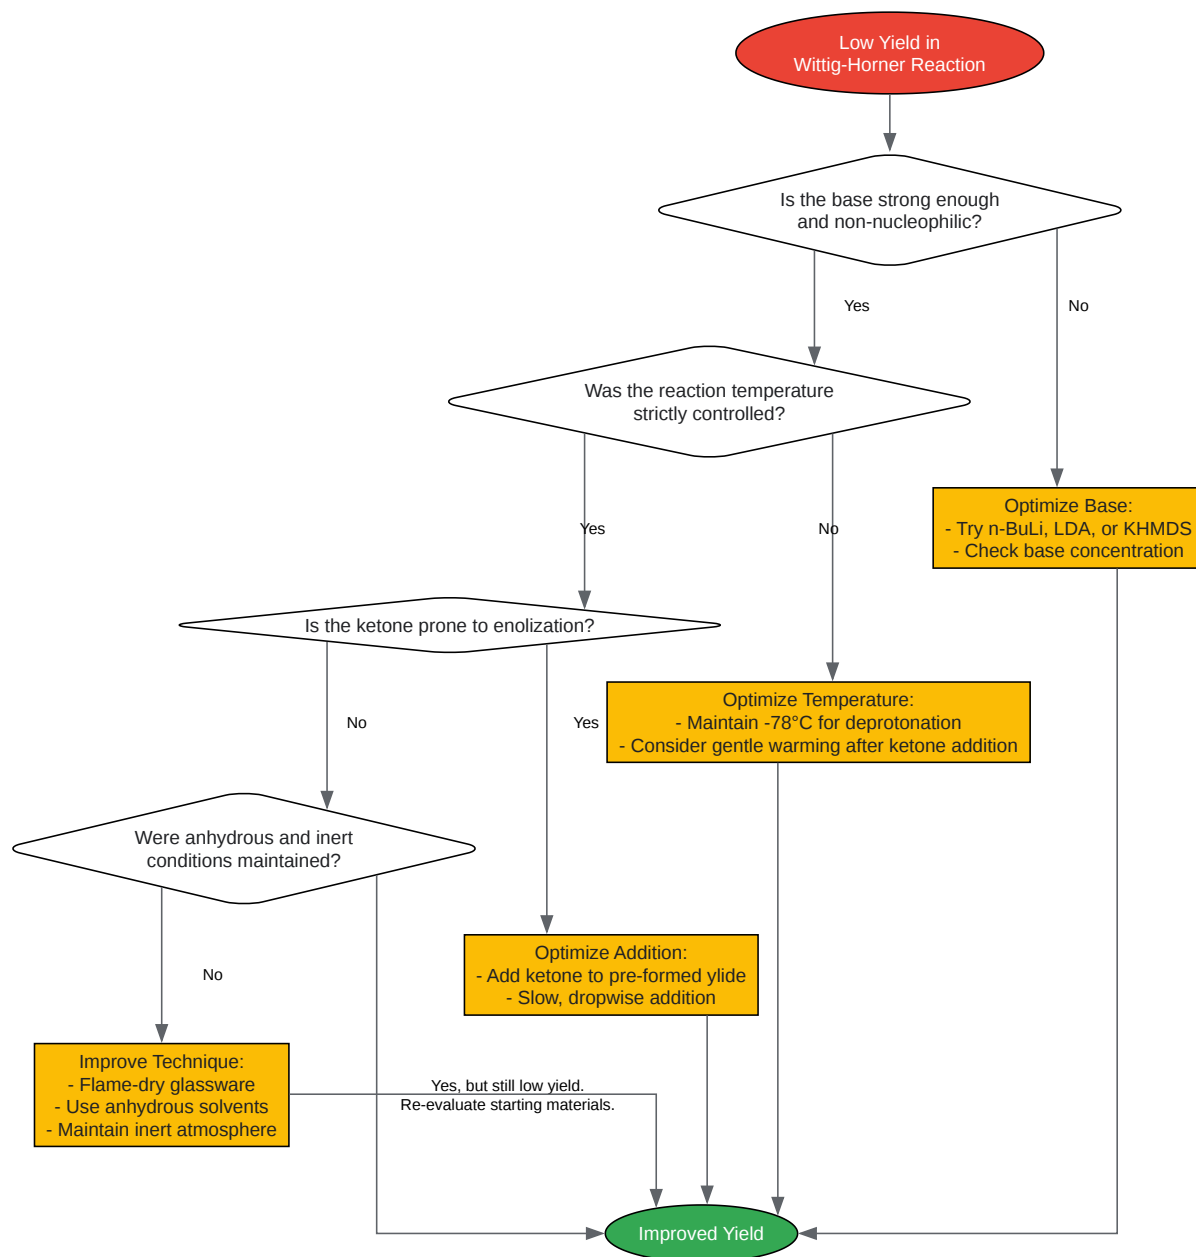 Low Yield in
Wittig-Horner Reaction
Is the base strong enough
and non-nucleophilic?
Yes
No
Was the reaction temperature
strictly controlled?
Optimize Base:
- Try n-BuLi, LDA, or KHMDS
- Check base concentration
Yes
No
Is the ketone prone to enolization?
Optimize Temperature:
- Maintain -78°C for deprotonation
- Consider gentle warming after ketone addition
No
Yes
Were anhydrous and inert
conditions maintained?
Optimize Addition:
- Add ketone to pre-formed ylide
- Slow, dropwise addition
No
Improve Technique:
- Flame-dry glassware
- Use anhydrous solvents
- Maintain inert atmosphere
Yes, but still low yield.
Re-evaluate starting materials.
Improved Yield